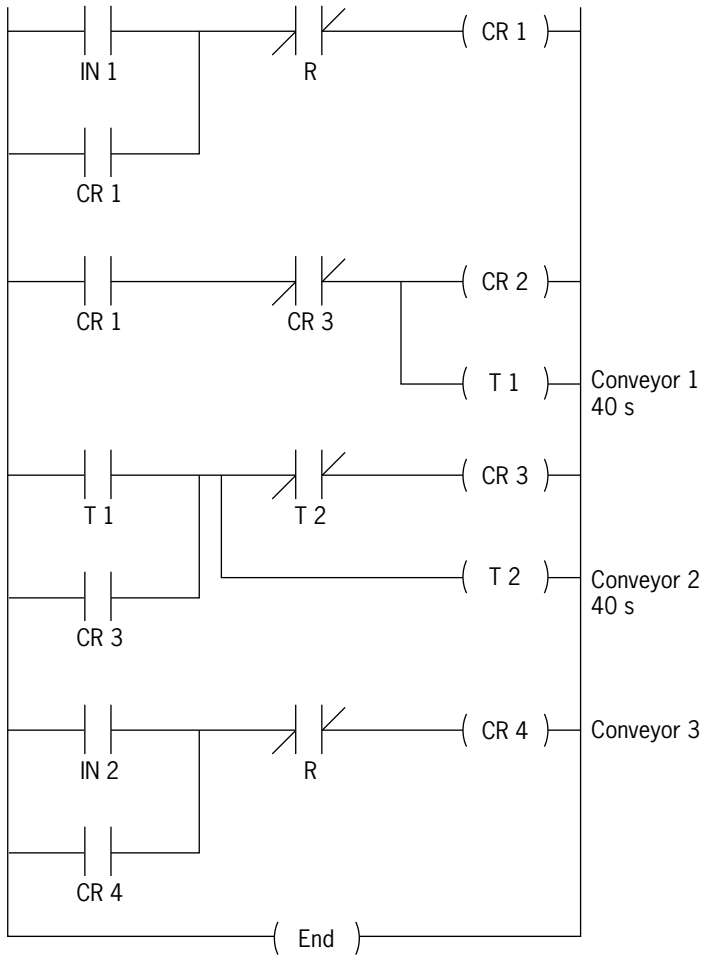 CR 1
IN 1
R
CR 1
CR 2
CR 1
CR 3
T 1
Conveyor 1
40 s
CR 3
T 1
T 2
T 2
Conveyor 2
40 s
CR 3
CR 4
Conveyor 3
IN 2
R
CR 4
End